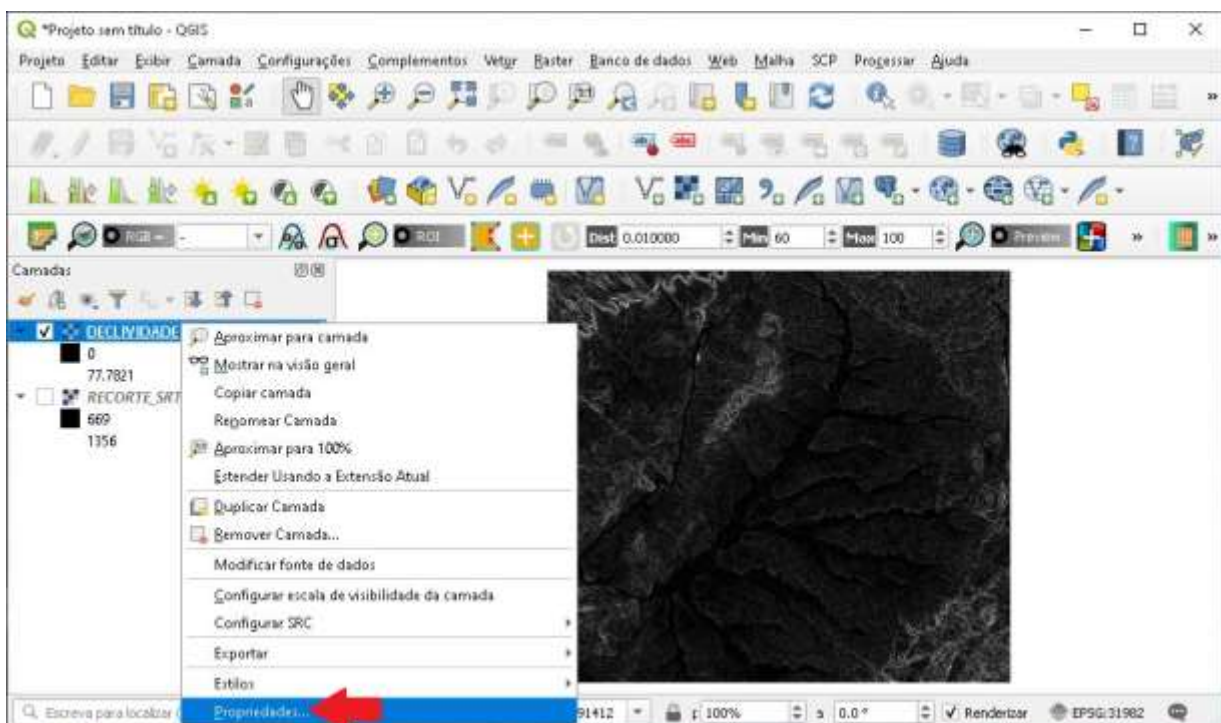 *Projeto sem título - QGIS
Projeto Editar Exibir Camada Configurações Complementos Vetor Raster Banco de dados Web Malha SCP Processar Ajuda
RGB = -
ROI
Dist 0.010000
Min 60
Max 100
Preview
Camadas
DECLIVIDADE
0
77.7821
RECORTE_SRT
669
1356
Aproximar para camada
Mostrar na visão geral
Copiar camada
Renomear Camada
Aproximar para 100%
Estender Usando a Extensão Atual
Duplicar Camada
Remover Camada...
Modificar fonte de dados
Configurar escala de visibilidade da camada
Configurar SRC
Exportar
Estilos
Propriedades...
Escreva para localizar
91412
100%
0.0 °
Renderizar
EPSG:31982